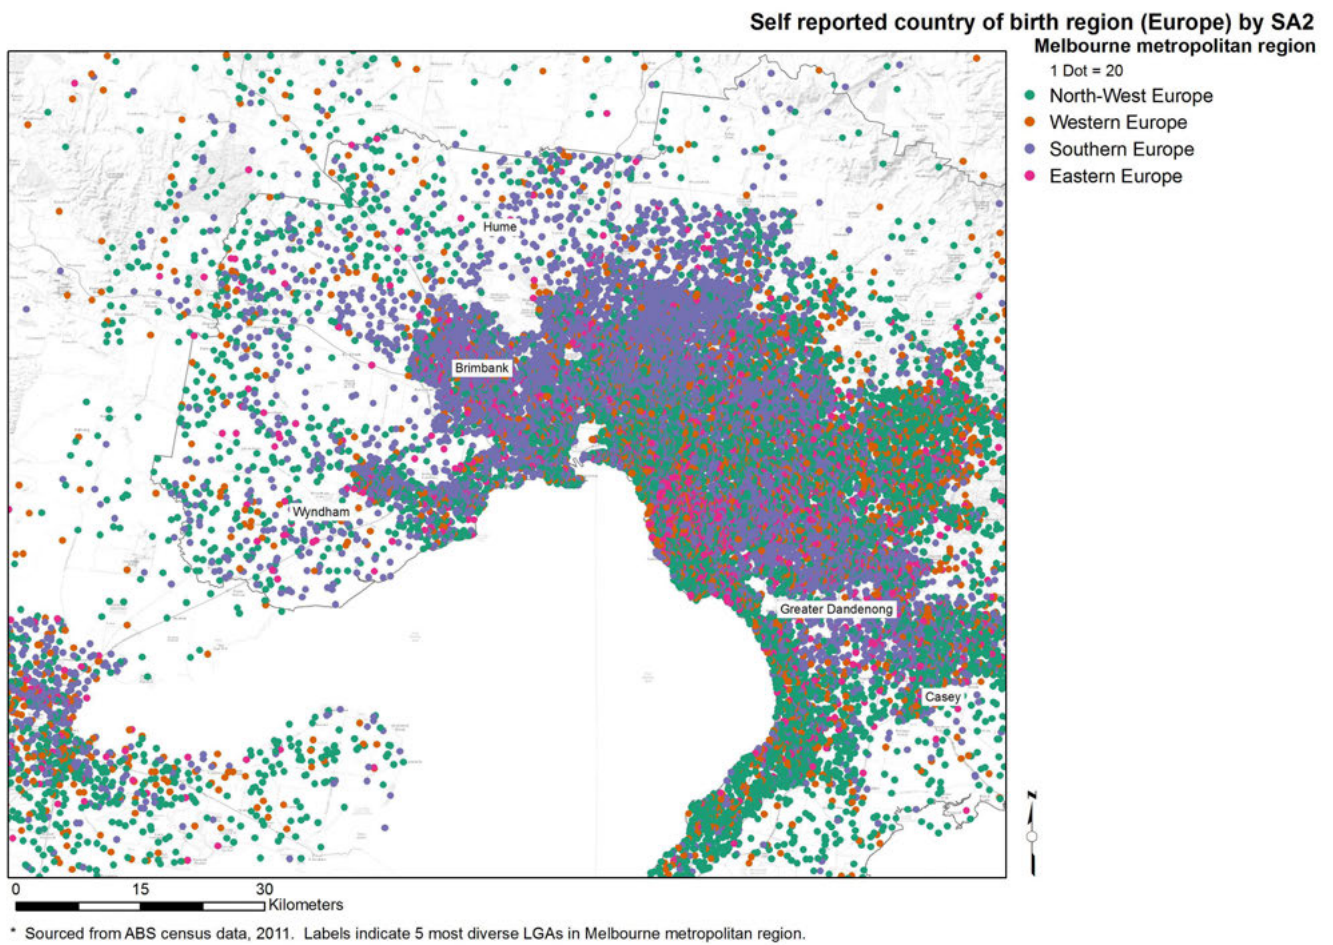 Self reported country of birth region (Europe) by SA2
Melbourne metropolitan region
1 Dot = 20
North-West Europe
Western Europe
Southern Europe
Eastern Europe
Hume
Brimbank
Wyndham
Greater Dandenong
Casey
N
0 15 30
Kilometers
* Sourced from ABS census data, 2011. Labels indicate 5 most diverse LGAs in Melbourne metropolitan region.